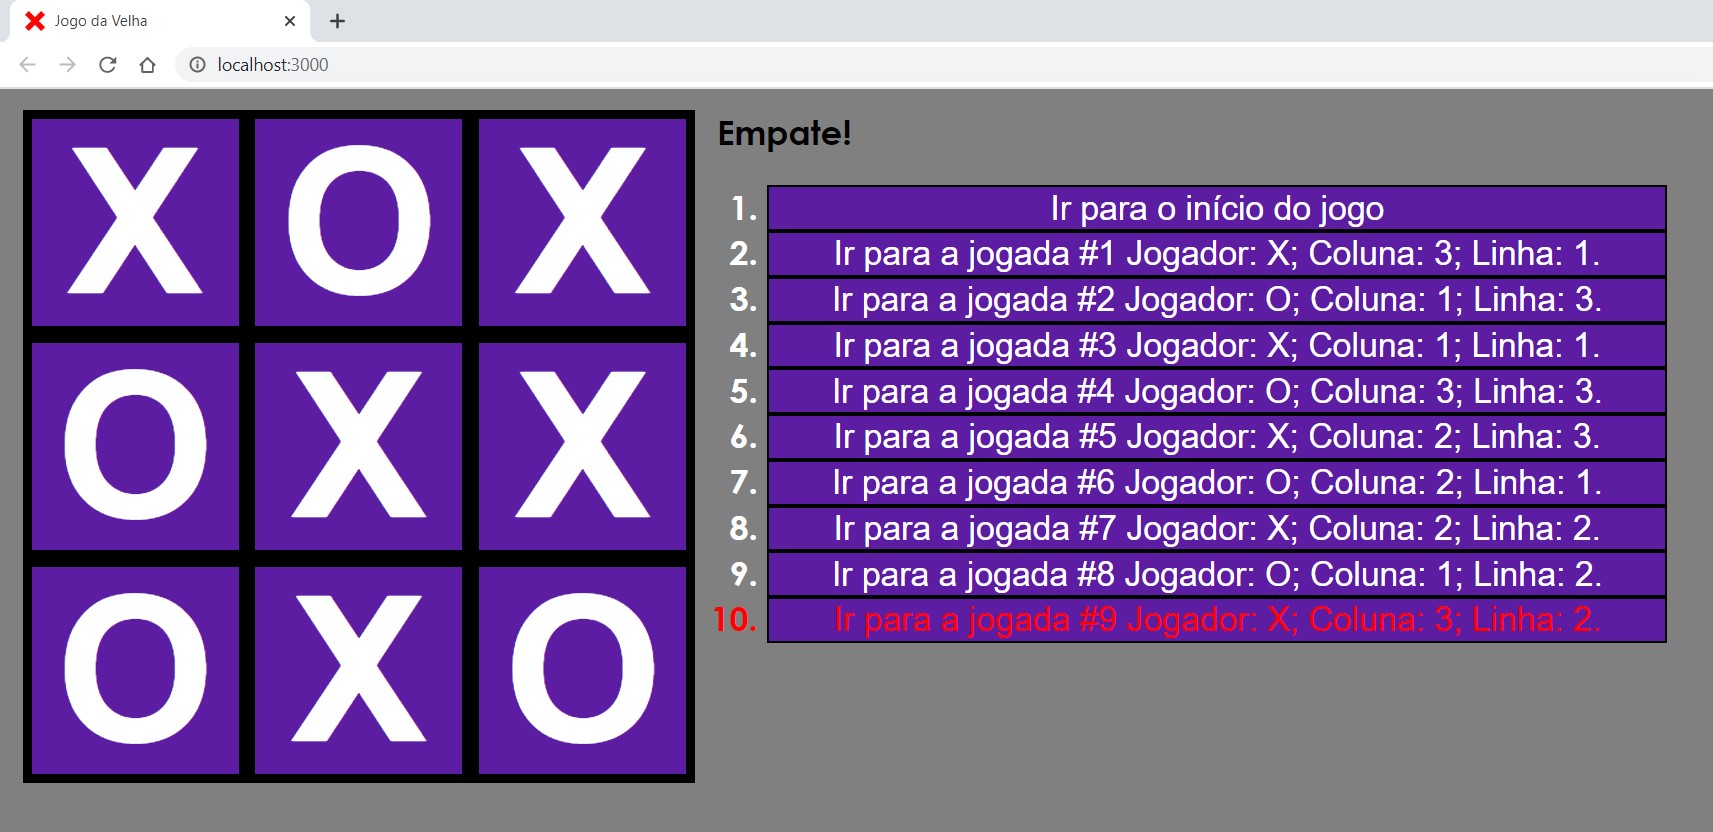 Jogo da Velha
localhost:3000
X O X
O X X
O X O
Empate!
1. Ir para o início do jogo
2. Ir para a jogada #1 Jogador: X; Coluna: 3; Linha: 1.
3. Ir para a jogada #2 Jogador: O; Coluna: 1; Linha: 3.
4. Ir para a jogada #3 Jogador: X; Coluna: 1; Linha: 1.
5. Ir para a jogada #4 Jogador: O; Coluna: 3; Linha: 3.
6. Ir para a jogada #5 Jogador: X; Coluna: 2; Linha: 3.
7. Ir para a jogada #6 Jogador: O; Coluna: 2; Linha: 1.
8. Ir para a jogada #7 Jogador: X; Coluna: 2; Linha: 2.
9. Ir para a jogada #8 Jogador: O; Coluna: 1; Linha: 2.
10. Ir para a jogada #9 Jogador: X; Coluna: 3; Linha: 2.